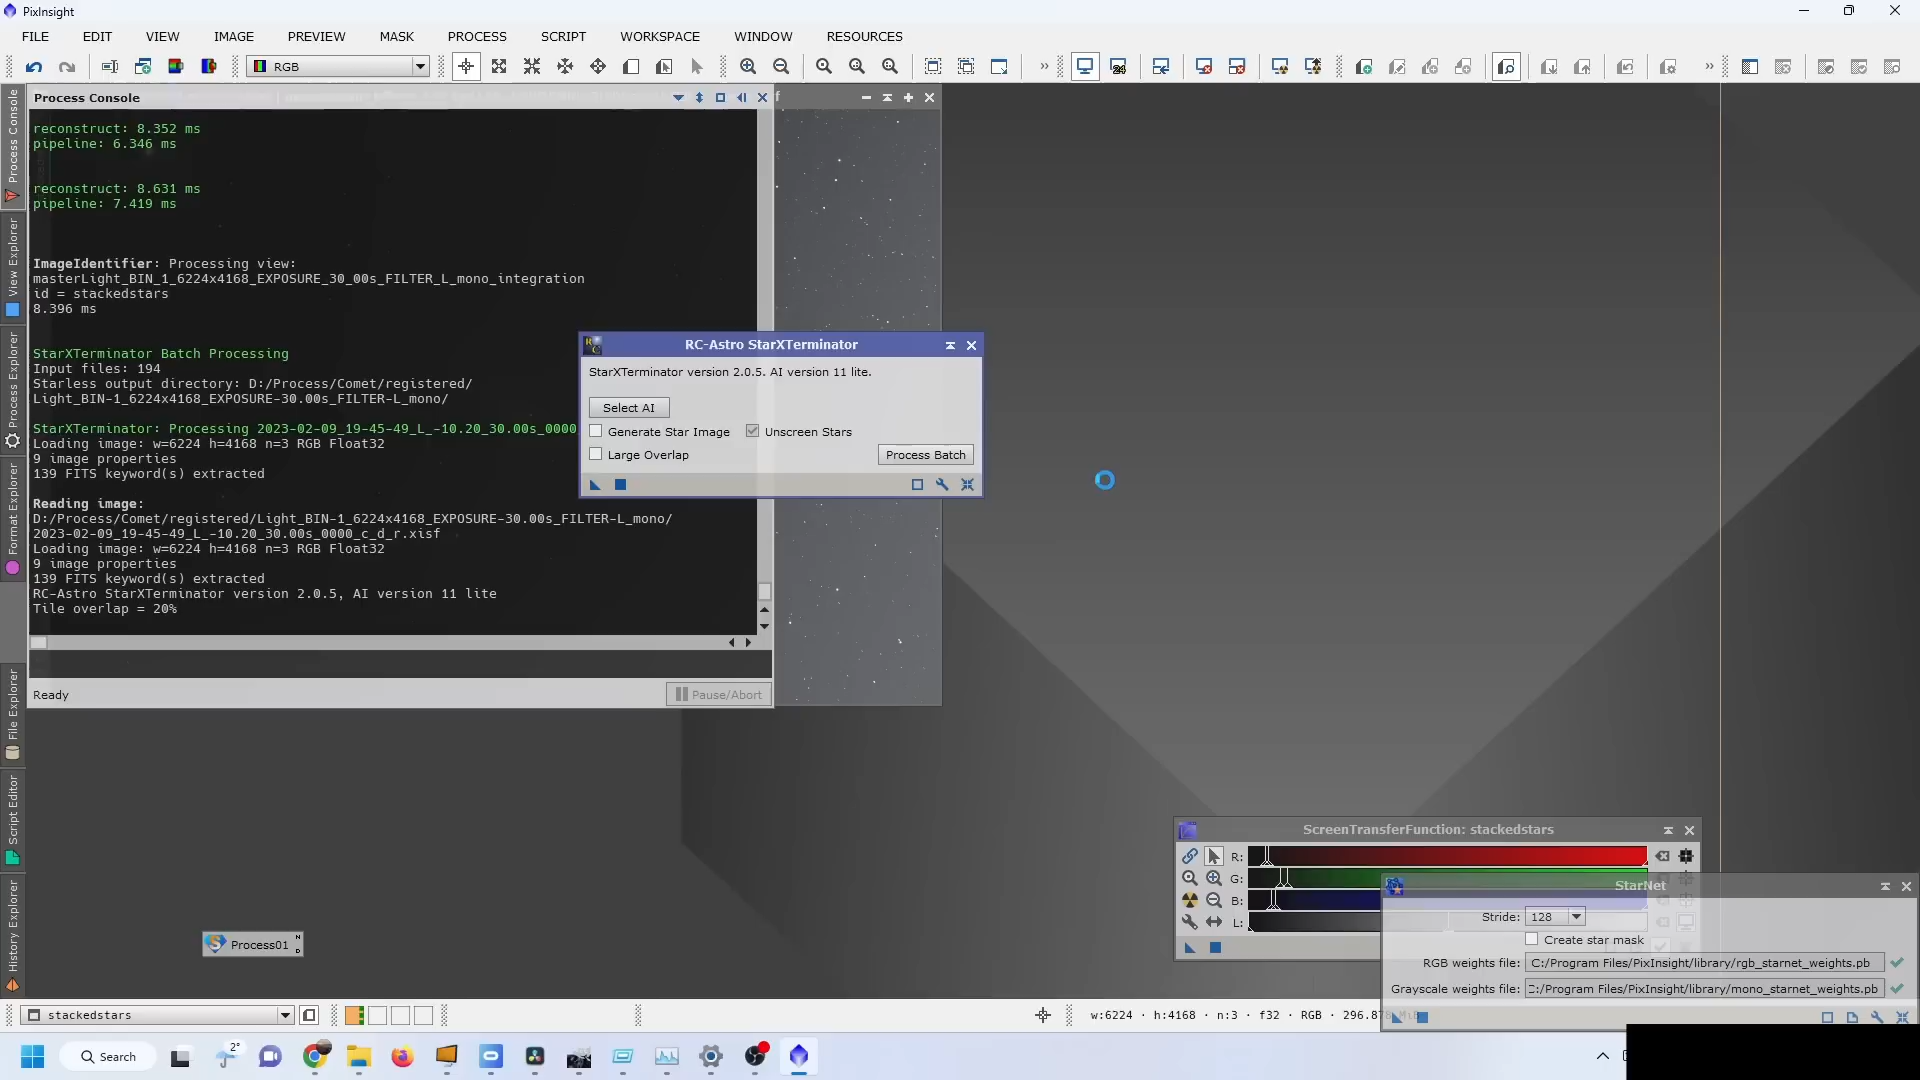 PixInsight
FILE EDIT VIEW IMAGE PREVIEW MASK PROCESS SCRIPT WORKSPACE WINDOW RESOURCES
RGB
24
Process Console
f
reconstruct: 8.352 ms
pipeline: 6.346 ms
reconstruct: 8.631 ms
pipeline: 7.419 ms
ImageIdentifier: Processing view:
masterLight_BIN_1_6224x4168_EXPOSURE_30_00s_FILTER_L_mono_integration
id = stackedstars
8.396 ms
StarXTerminator Batch Processing
Input files: 194
Starless output directory: D:/Process/Comet/registered/
Light_BIN-1_6224x4168_EXPOSURE-30.00s_FILTER-L_mono/
StarXTerminator: Processing 2023-02-09_19-45-49_L_-10.20_30.00s_0000
Loading image: w=6224 h=4168 n=3 RGB Float32
9 image properties
139 FITS keyword(s) extracted
Reading image:
D:/Process/Comet/registered/Light_BIN-1_6224x4168_EXPOSURE-30.00s_FILTER-L_mono/
2023-02-09_19-45-49_L_-10.20_30.00s_0000_c_d_r.xisf
Loading image: w=6224 h=4168 n=3 RGB Float32
9 image properties
139 FITS keyword(s) extracted
RC-Astro StarXTerminator version 2.0.5, AI version 11 lite
Tile overlap = 20%
Ready
Pause/Abort
Process Console
View Explorer
Process Explorer
Format Explorer
File Explorer
Script Editor
History Explorer
RC-Astro StarXTerminator
StarXTerminator version 2.0.5. AI version 11 lite.
Select AI
Generate Star Image Unscreen Stars
Large Overlap
Process Batch
ScreenTransferFunction: stackedstars
R:
G:
B:
L:
StarNet
Stride: 128
Create star mask
RGB weights file: C:/Program Files/PixInsight/library/rgb_starnet_weights.pb
Grayscale weights file: C:/Program Files/PixInsight/library/mono_starnet_weights.pb
Process01
N
D
stackedstars
w:6224 · h:4168 · n:3 · f32 · RGB ·
Search
2°